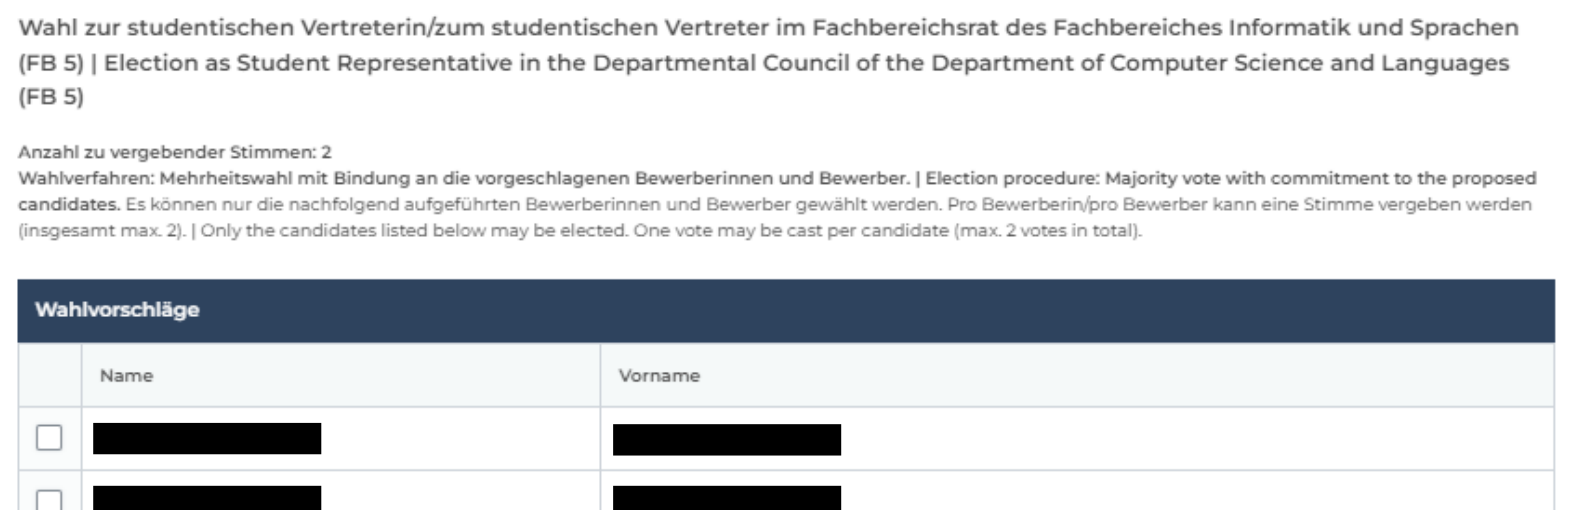 Wahl zur studentischen Vertreterin/zum studentischen Vertreter im Fachbereichsrat des Fachbereiches Informatik und Sprachen
(FB 5) | Election as Student Representative in the Departmental Council of the Department of Computer Science and Languages
(FB 5)
Anzahl zu vergebender Stimmen: 2
Wahlverfahren: Mehrheitswahl mit Bindung an die vorgeschlagenen Bewerberinnen und Bewerber. | Election procedure: Majority vote with commitment to the proposed
candidates. Es können nur die nachfolgend aufgeführten Bewerberinnen und Bewerber gewählt werden. Pro Bewerberin/pro Bewerber kann eine Stimme vergeben werden
(insgesamt max. 2). | Only the candidates listed below may be elected. One vote may be cast per candidate (max. 2 votes in total).
Wahlvorschläge
Name Vorname